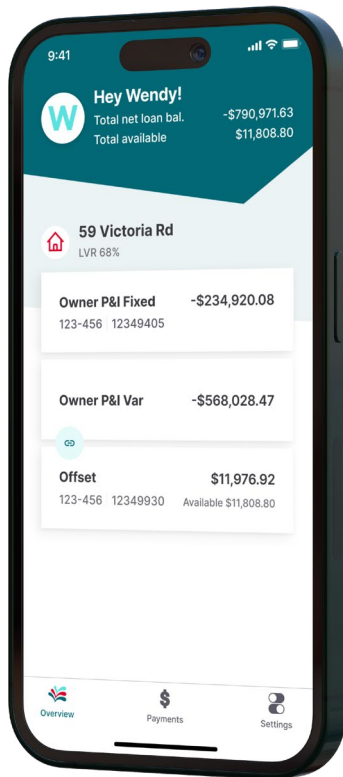 9:41
W
Hey Wendy!
Total net loan bal. -$790,971.63
Total available $11,808.80
59 Victoria Rd
LVR 68%
Owner P&I Fixed -$234,920.08
123-456 12349405
Owner P&I Var -$568,028.47
Offset $11,976.92
123-456 12349930 Available $11,808.80
$
Overview Payments Settings